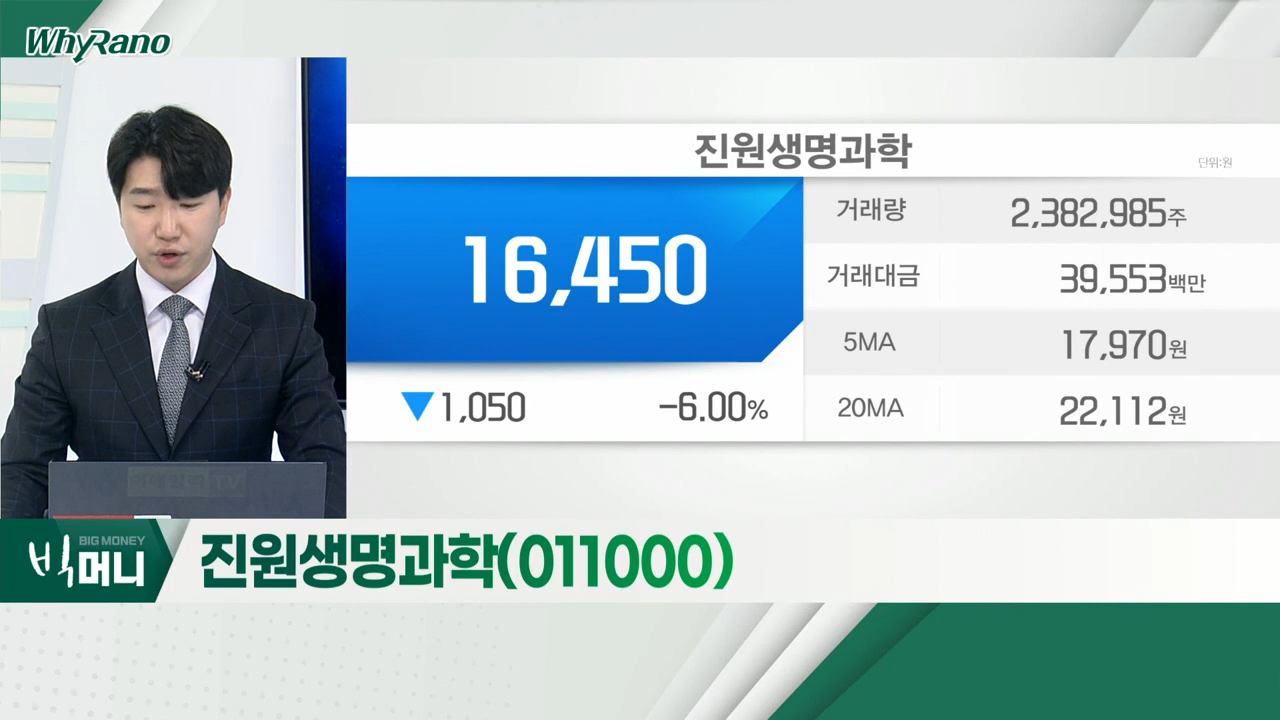 WhyRano
진원생명과학
단위:원
16,450
▼1,050 -6.00%
거래량 2,382,985주
거래대금 39,553백만
5MA 17,970원
20MA 22,112원
BIG MONEY
빅머니
진원생명과학(011000)